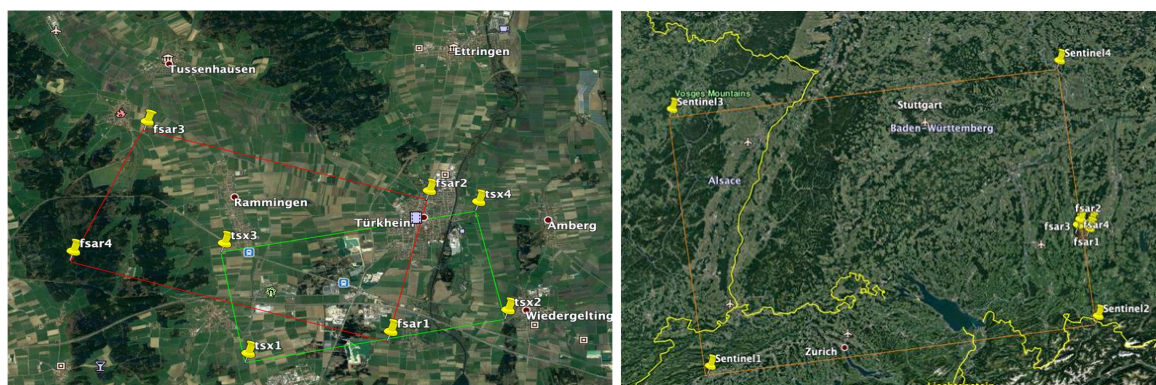 Ettringen
Tussenhausen
fsar3
fsar2
tsx4
Rammingen
Türkheim
Amberg
tsx3
fsar4
tsx2
Wiedergelting
fsar1
tsx1
Sentinel4
Vosges Mountains
Sentinel3
Stuttgart
Baden-Württemberg
Alsace
fsar2
fsar3
fsar4
fsar1
Sentinel2
Zurich
Sentinel1